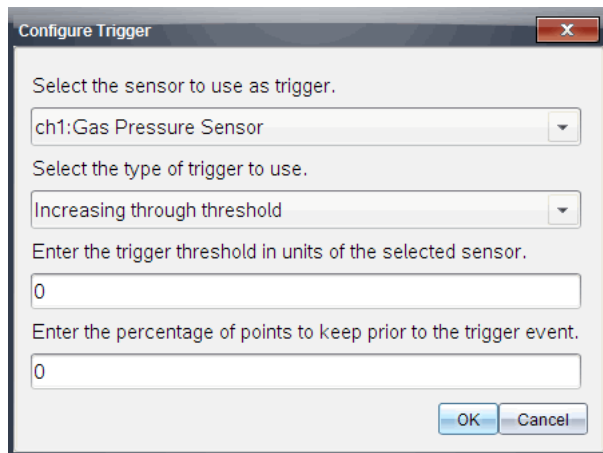 Configure Trigger
x
Select the sensor to use as trigger.
ch1:Gas Pressure Sensor
Select the type of trigger to use.
Increasing through threshold
Enter the trigger threshold in units of the selected sensor.
0
Enter the percentage of points to keep prior to the trigger event.
0
OK Cancel